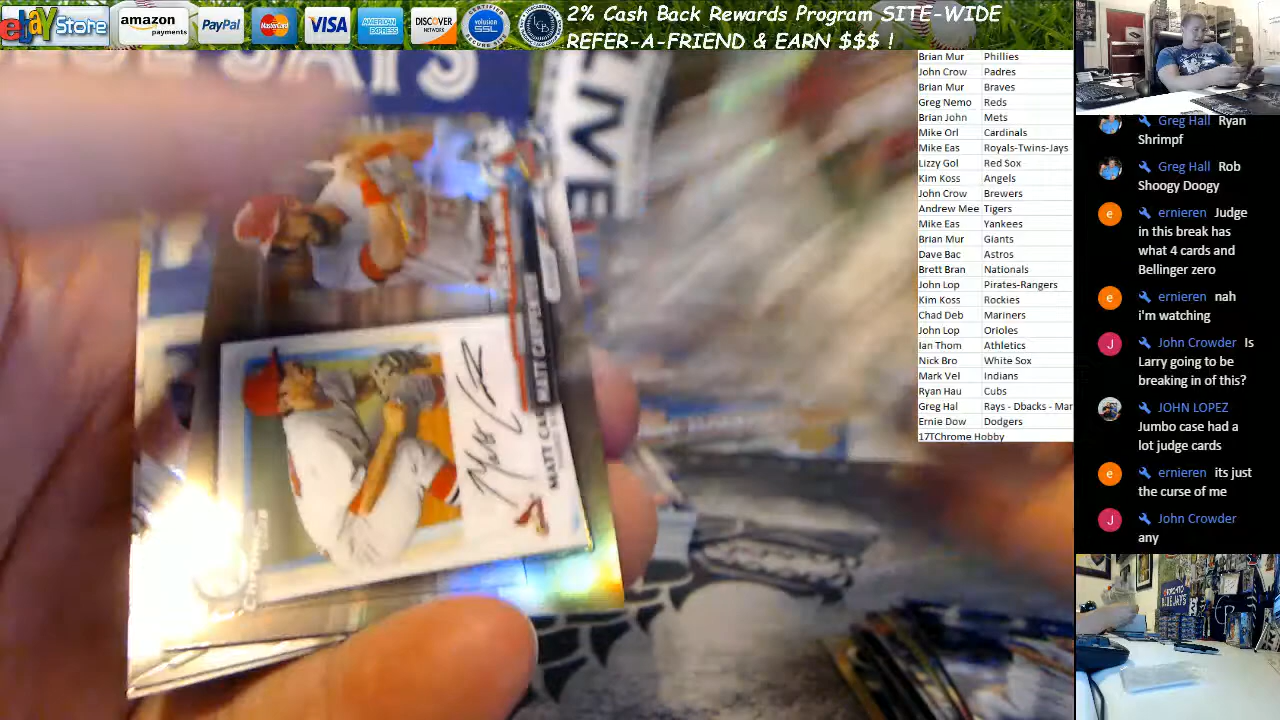 ebay Store
amazon
payments
PayPal
MasterCard
VISA
AMERICAN
EXPRESS
DISCOVER
NETWORK
volusion
SSL
2% Cash Back Rewards Program SITE-WIDE
REFER-A-FRIEND & EARN $$$ !
JAYS
LIVE
MATT CARP
Brian Mur Phillies
John Crow Padres
Brian Mur Braves
Greg Nemo Reds
Brian John Mets
Mike Orl Cardinals
Mike Eas Royals-Twins-Jays
Lizzy Gol Red Sox
Kim Koss Angels
John Crow Brewers
Andrew Mee Tigers
Mike Eas Yankees
Brian Mur Giants
Dave Bac Astros
Brett Bran Nationals
John Lop Pirates-Rangers
Kim Koss Rockies
Chad Deb Mariners
John Lop Orioles
Ian Thom Athletics
Nick Bro White Sox
Mark Vel Indians
Ryan Hau Cubs
Greg Hal Rays - Dbacks - Mar
Ernie Dow Dodgers
17TChrome Hobby
Greg Hall Ryan
Shrimpf
Greg Hall Rob
Shoogy Doogy
ernieren Judge
in this break has
what 4 cards and
Bellinger zero
ernieren nah
i'm watching
John Crowder Is
Larry going to be
breaking in of this?
JOHN LOPEZ
Jumbo case had a
lot judge cards
ernieren its just
the curse of me
John Crowder
any
BLUE JAYS